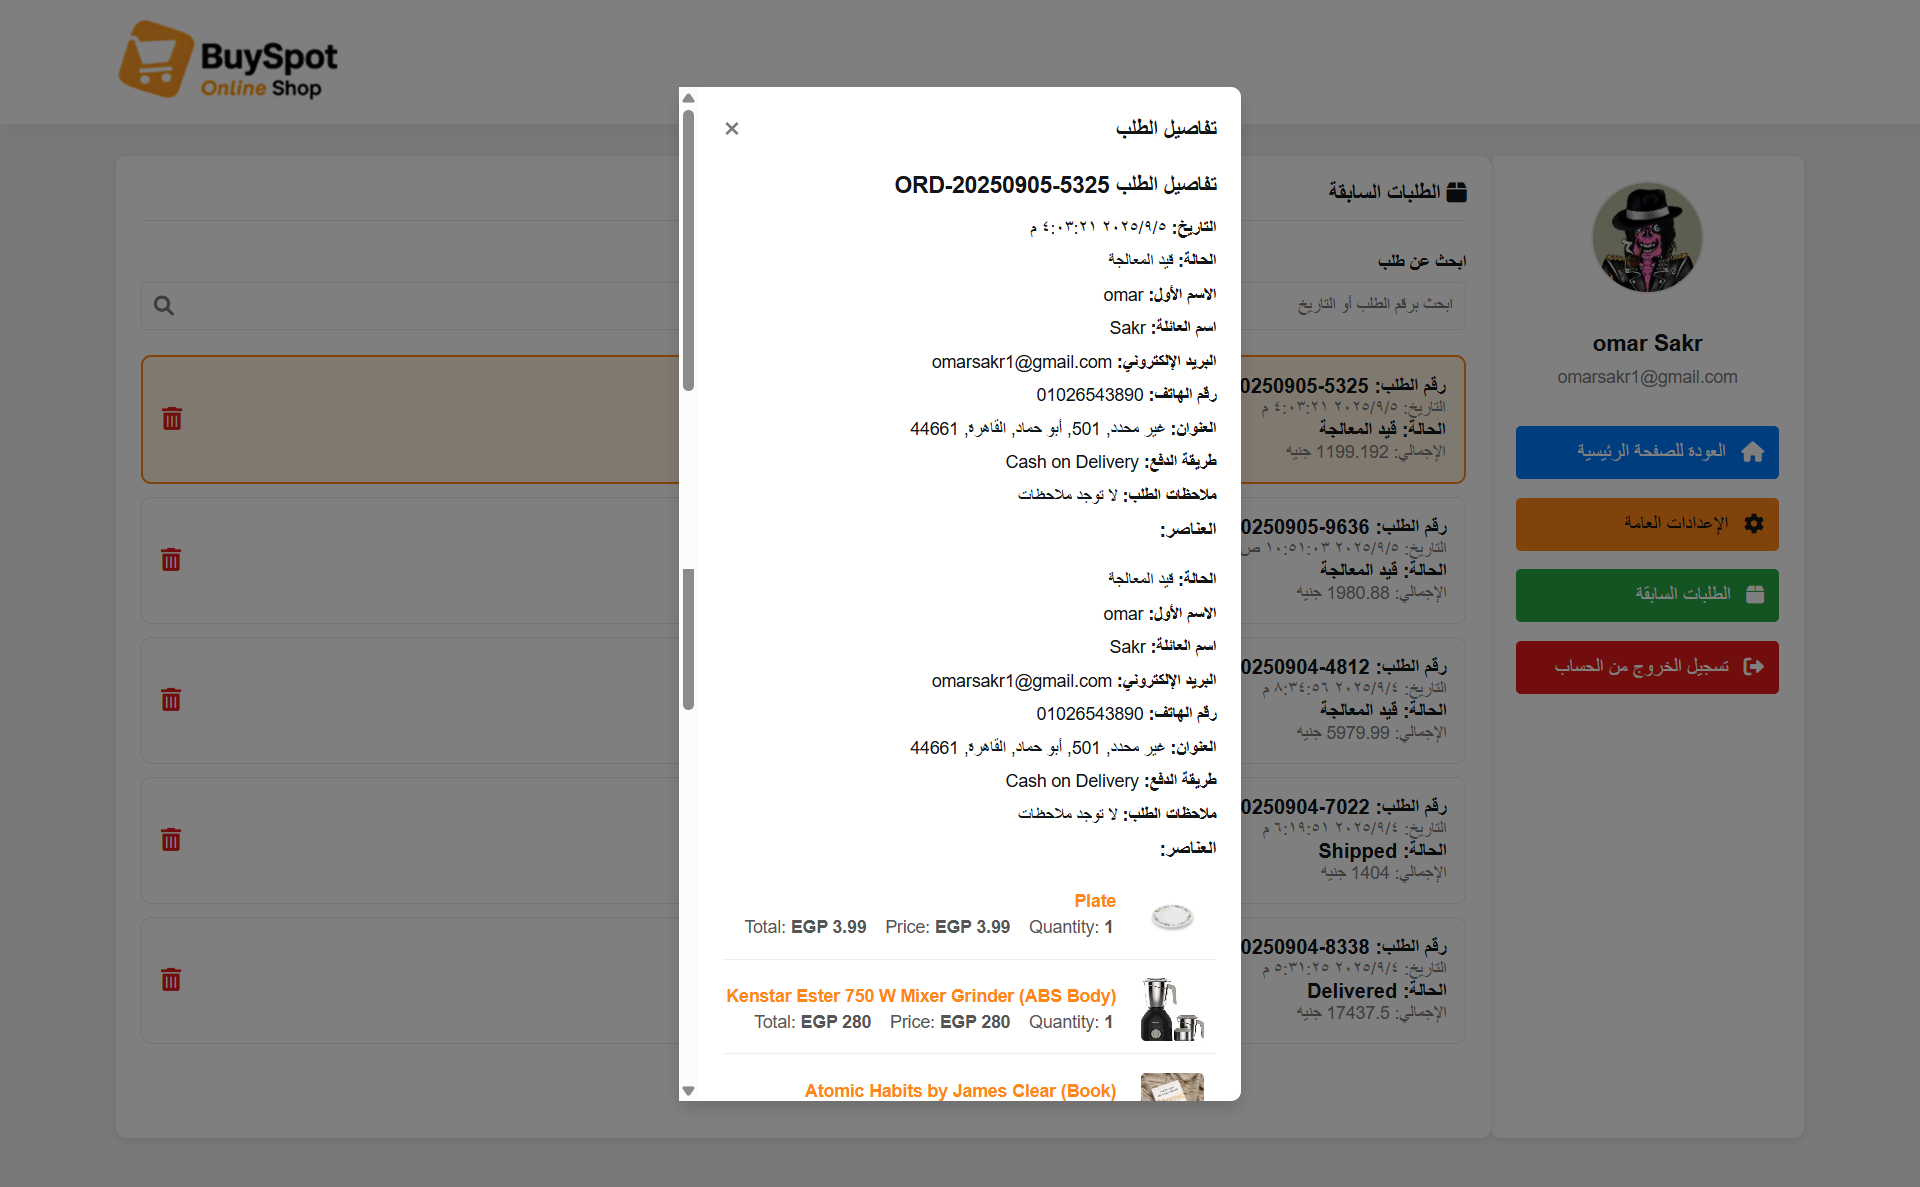 BuySpot
Online Shop
تفاصيل الطلب
تفاصيل الطلب ORD-20250905-5325
التاريخ: ٢٠٢٥/٩/٥ ٤:٠٣:٢١ م
الحالة: قيد المعالجة
الاسم الأول: omar
اسم العائلة: Sakr
البريد الإلكتروني: omarsakr1@gmail.com
رقم الهاتف: 01026543890
العنوان: غير محدد, 501, أبو حماد, القاهرة, 44661
طريقة الدفع: Cash on Delivery
ملاحظات الطلب: لا توجد ملاحظات
العناصر:
الحالة: قيد المعالجة
الاسم الأول: omar
اسم العائلة: Sakr
البريد الإلكتروني: omarsakr1@gmail.com
رقم الهاتف: 01026543890
العنوان: غير محدد, 501, أبو حماد, القاهرة, 44661
طريقة الدفع: Cash on Delivery
ملاحظات الطلب: لا توجد ملاحظات
العناصر:
Plate
Quantity: 1 Price: EGP 3.99 Total: EGP 3.99
Kenstar Ester 750 W Mixer Grinder (ABS Body)
Quantity: 1 Price: EGP 280 Total: EGP 280
Atomic Habits by James Clear (Book)
omar Sakr
omarsakr1@gmail.com
العودة للصفحة الرئيسية
الإعدادات العامة
الطلبات السابقة
تسجيل الخروج من الحساب
الطلبات السابقة
ابحث عن طلب
ابحث برقم الطلب أو التاريخ
رقم الطلب: 0250905-5325
التاريخ: ٢٠٢٥/٩/٥ ٤:٠٣:٢١ م
الحالة: قيد المعالجة
الإجمالي: 1199.192 جنيه
رقم الطلب: 0250905-9636
التاريخ: ٢٠٢٥/٩/٥ ١٠:٥١:٠٣ ص
الحالة: قيد المعالجة
الإجمالي: 1980.88 جنيه
رقم الطلب: 0250904-4812
التاريخ: ٢٠٢٥/٩/٤ ٨:٣٤:٥٦ م
الحالة: قيد المعالجة
الإجمالي: 5979.99 جنيه
رقم الطلب: 0250904-7022
التاريخ: ٢٠٢٥/٩/٤ ٦:١٩:٥١ م
الحالة: Shipped
الإجمالي: 1404 جنيه
رقم الطلب: 0250904-8338
التاريخ: ٢٠٢٥/٩/٤ ٥:٣١:٢٥ م
الحالة: Delivered
الإجمالي: 17437.5 جنيه